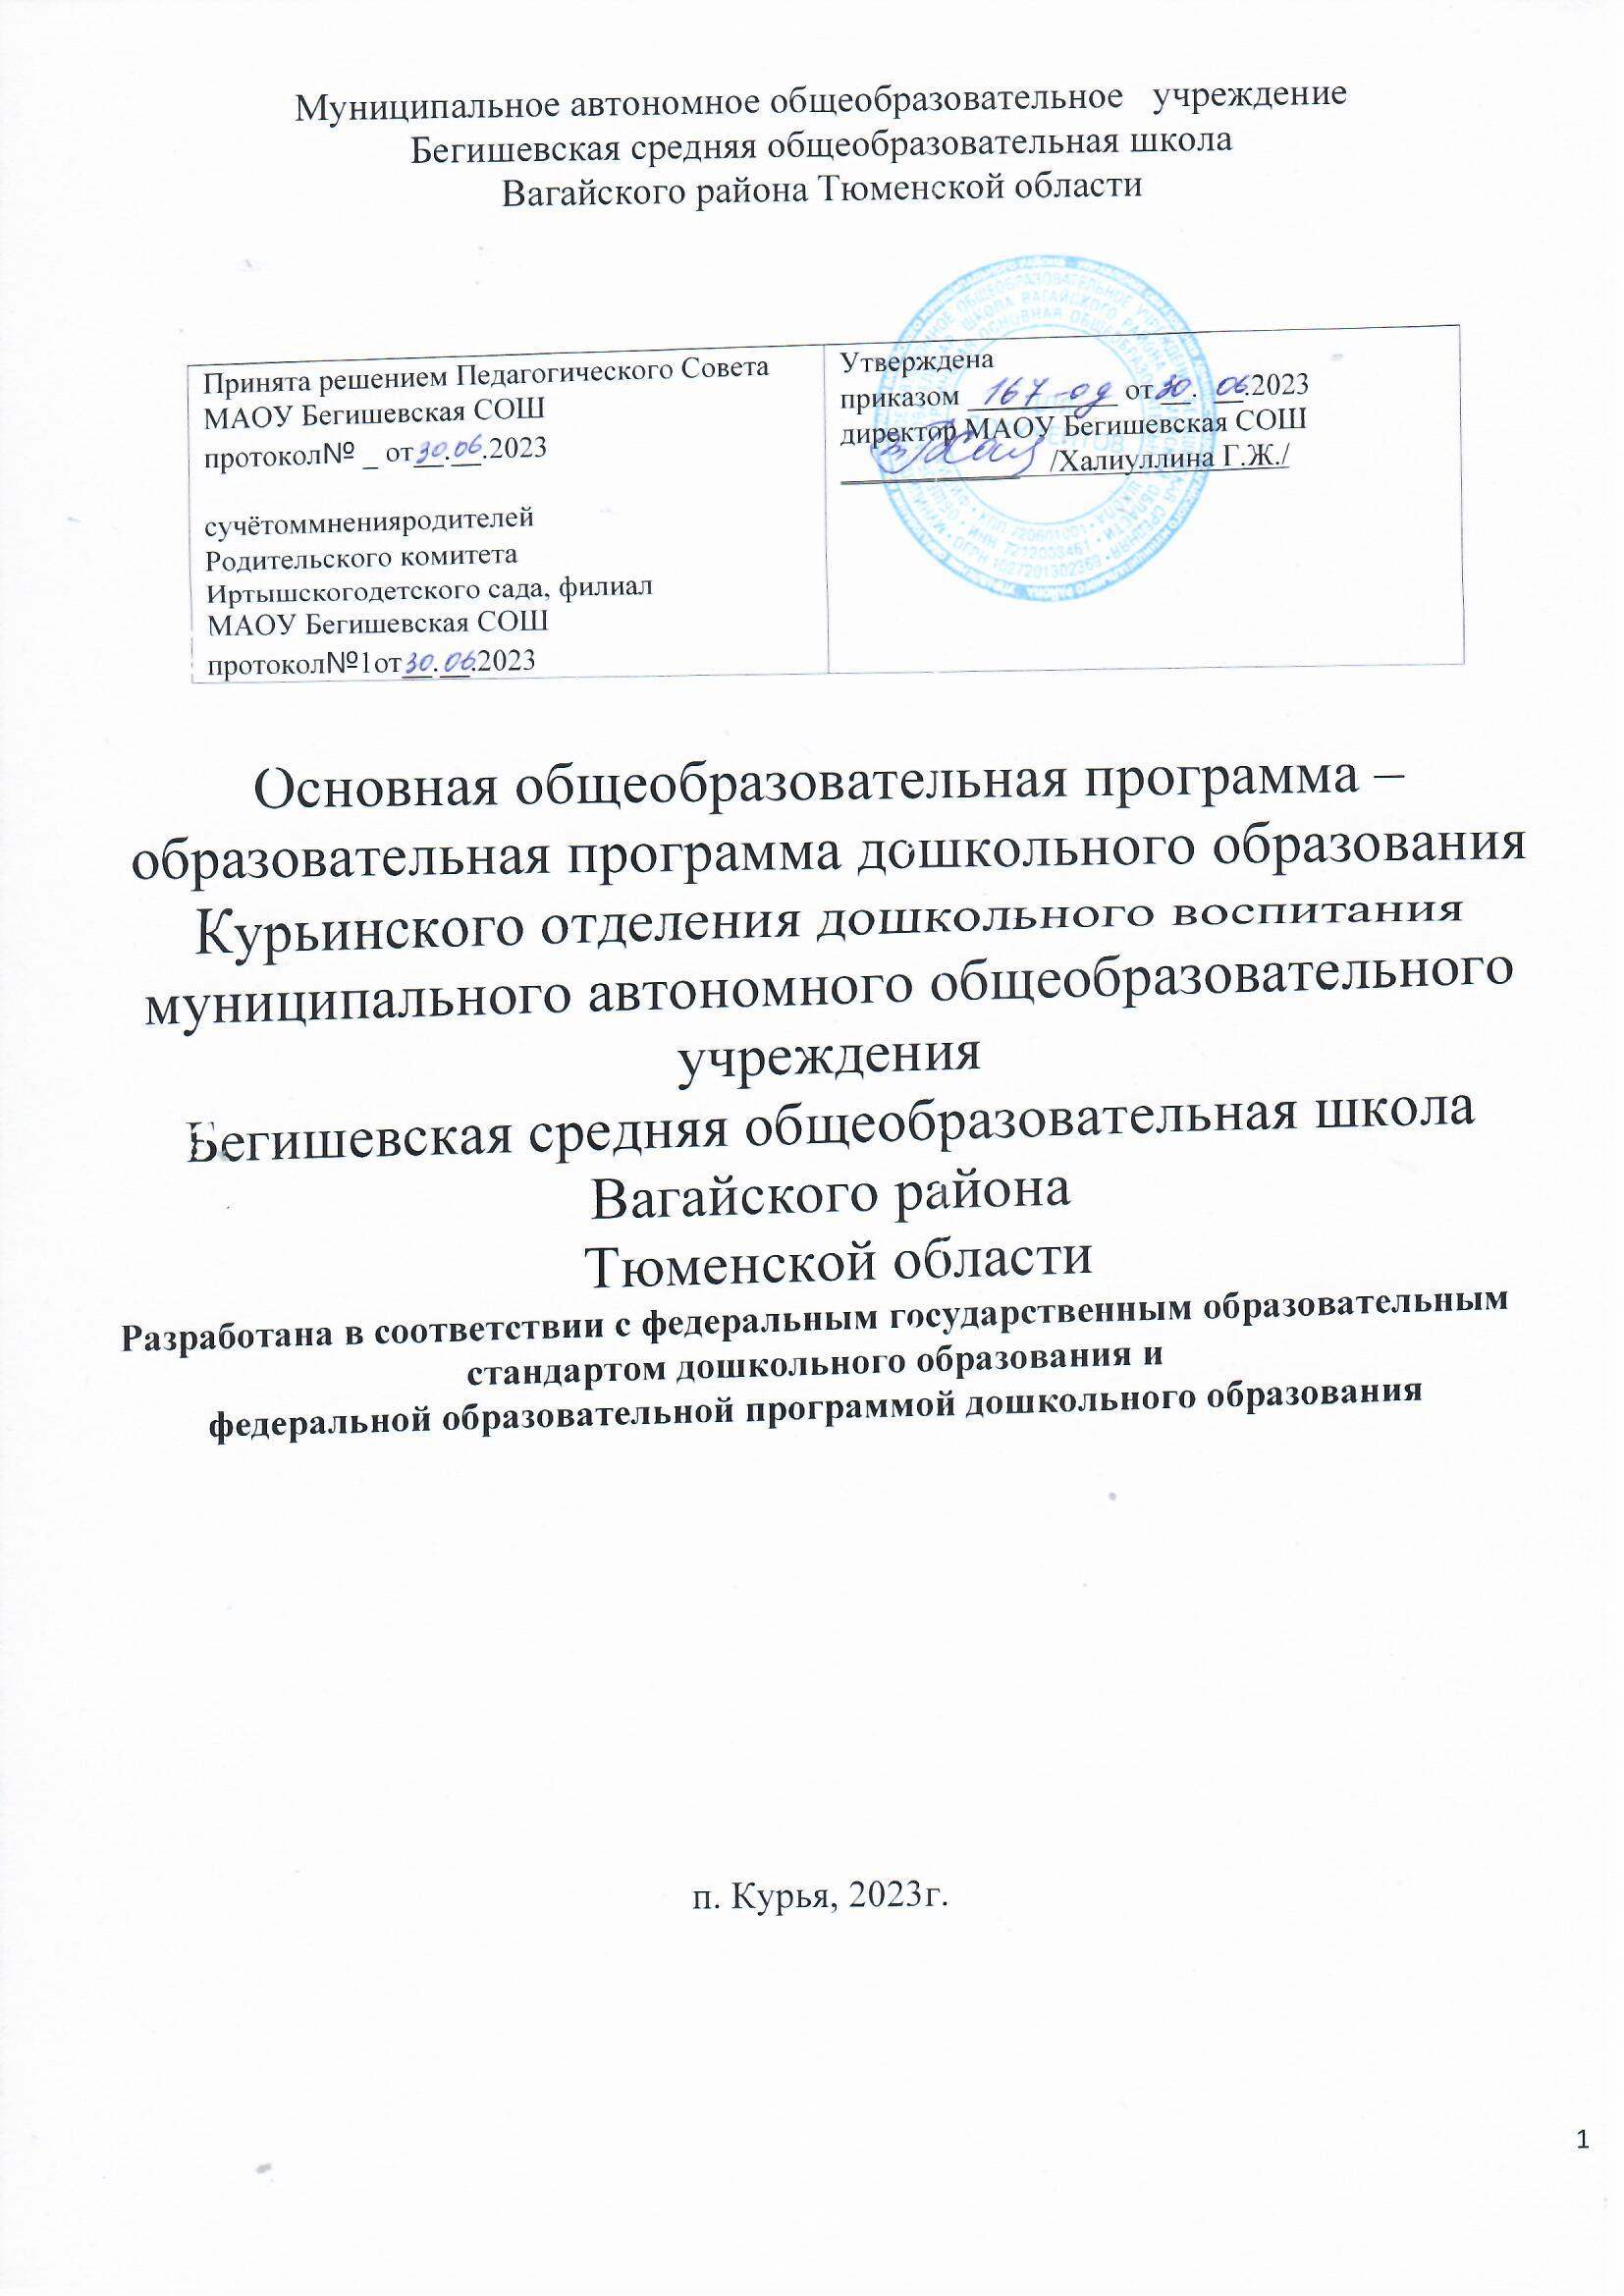 Муниципальное автономное общеобразовательное учреждение
Бегишевская средняя общеобразовательная школа
Вагайского района Тюменской области
Принята решением Педагогического Совета
МАОУ Бегишевская СОШ
протокол№ _ от30.06.2023
сучётоммненияродителей
Родительского комитета
Иртышскогодетского сада, филиал
МАОУ Бегишевская СОШ
протокол№1от30.06.2023
Утверждена
приказом 167-од от 30. 06.2023
директор МАОУ Бегишевская СОШ
/Халиуллина Г.Ж./
Основная общеобразовательная программа –
образовательная программа дошкольного образования
Курьинского отделения дошкольного воспитания
муниципального автономного общеобразовательного
учреждения
Бегишевская средняя общеобразовательная школа
Вагайского района
Тюменской области
Разработана в соответствии с федеральным государственным образовательным
стандартом дошкольного образования и
федеральной образовательной программой дошкольного образования
п. Курья, 2023г.
1